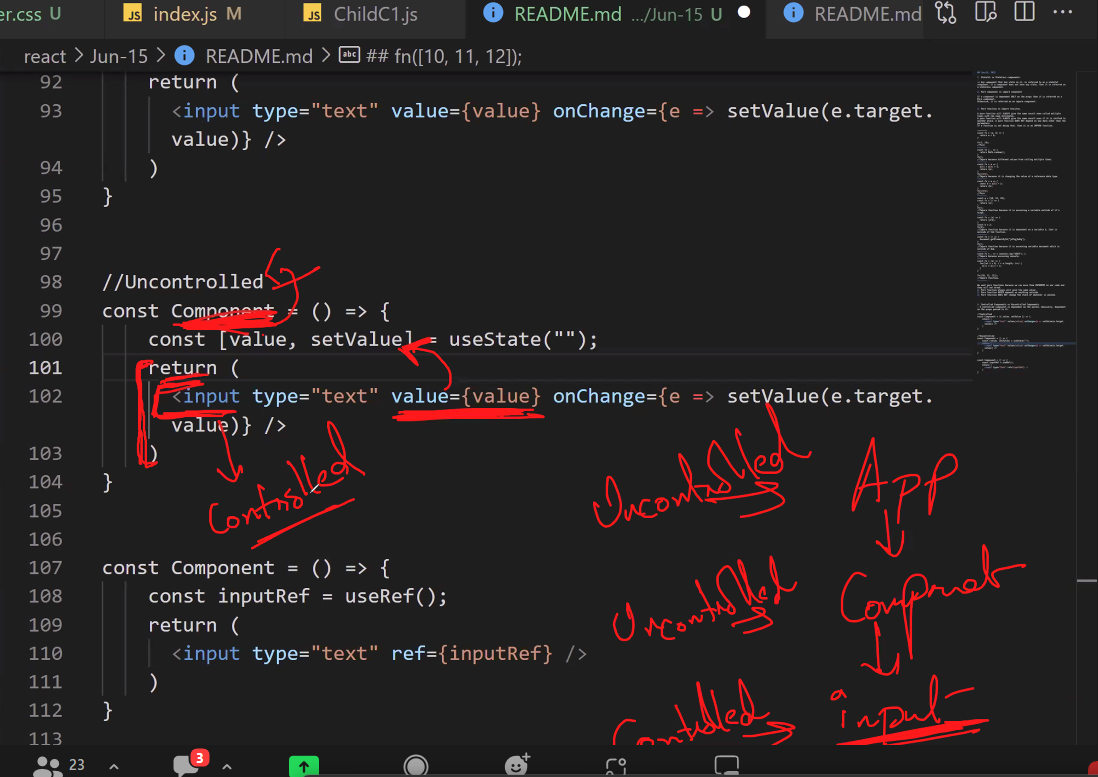 er.css U
index.js M
ChildC1.js
README.md .../Jun-15 U
README.md
react > Jun-15 > README.md > ## fn([10, 11, 12]);
92 return (
93 <input type="text" value={value} onChange={e => setValue(e.target.
value)} />
94 )
95 }
96
97
98 //Uncontrolled
99 const Component = () => {
100 const [value, setValue] = useState("");
101 return (
102 <input type="text" value={value} onChange={e => setValue(e.target.
value)} />
103 )
104 }
105
106
107 const Component = () => {
108 const inputRef = useRef();
109 return (
110 <input type="text" ref={inputRef} />
111 )
112 }
113
Controlled
Uncontrolled
App
Uncontrolled
Component
Controlled
input
23
3